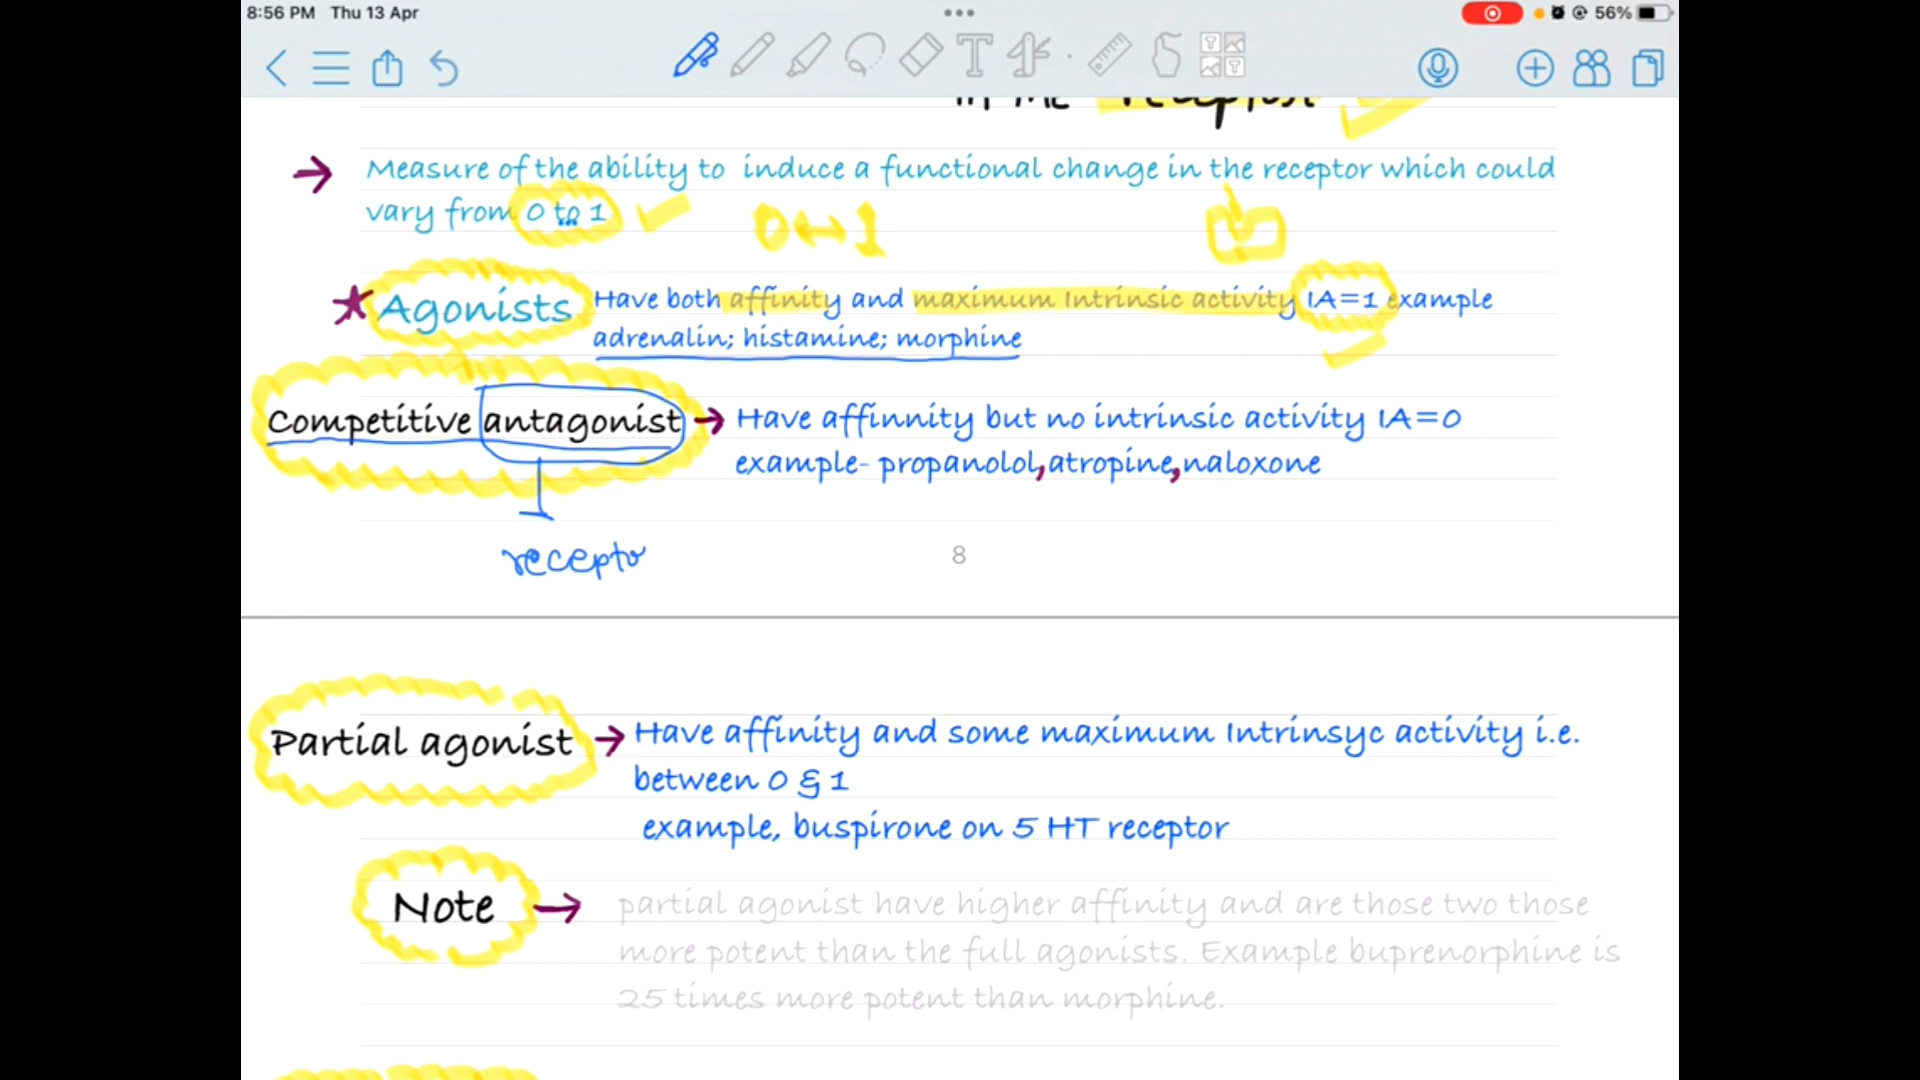 8:56 PM Thu 13 Apr
56%
in the receptor
Measure of the ability to induce a functional change in the receptor which could
vary from 0 to 1
0 1
Agonists
Have both affinity and maximum Intrinsic activity IA=1 example
adrenalin; histamine; morphine
Competitive antagonist
Have affinnity but no intrinsic activity IA=0
example- propanolol,atropine,naloxone
recepto
8
Partial agonist
Have affinity and some maximum Intrinsyc activity i.e.
between 0 & 1
example, buspirone on 5 HT receptor
Note
partial agonist have higher affinity and are those two those
more potent than the full agonists. Example buprenorphine is
25 times more potent than morphine.